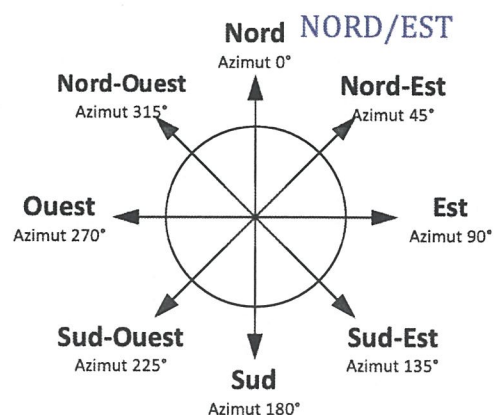 Nord NORD/EST
Azimut 0°
Nord-Ouest
Azimut 315°
Nord-Est
Azimut 45°
Ouest
Azimut 270°
Est
Azimut 90°
Sud-Ouest
Azimut 225°
Sud-Est
Azimut 135°
Sud
Azimut 180°